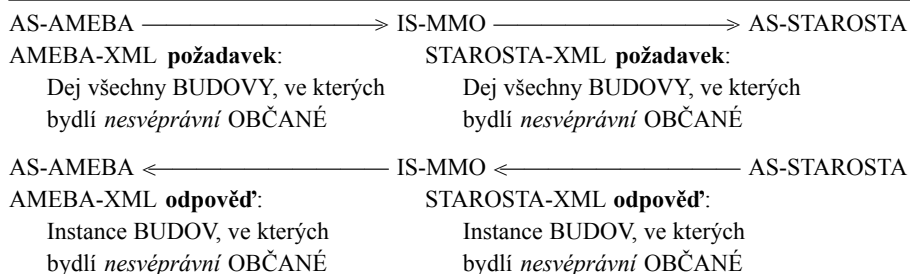 AS-AMEBA IS-MMO AS-STAROSTA
AMEBA-XML požadavek: STAROSTA-XML požadavek:
Dej všechny BUDOVY, ve kterých Dej všechny BUDOVY, ve kterých
bydlí nesvéprávní OBČANÉ bydlí nesvéprávní OBČANÉ
AS-AMEBA IS-MMO AS-STAROSTA
AMEBA-XML odpověď: STAROSTA-XML odpověď:
Instance BUDOV, ve kterých Instance BUDOV, ve kterých
bydlí nesvéprávní OBČANÉ bydlí nesvéprávní OBČANÉ